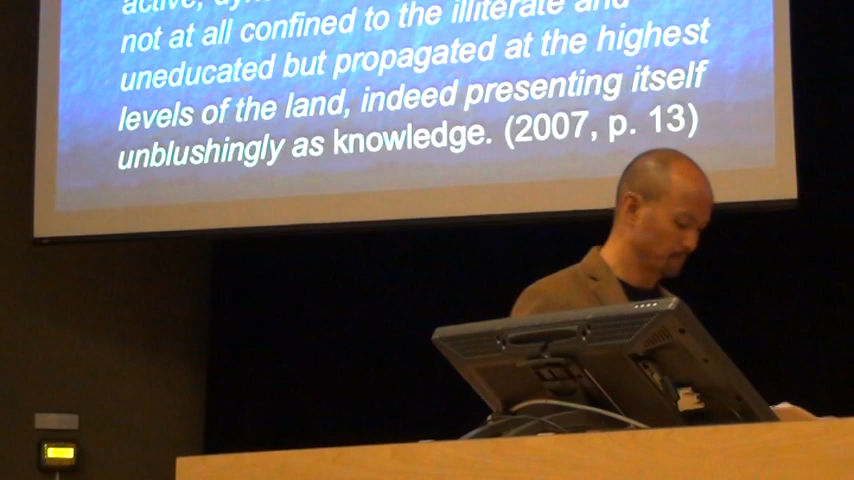 active,
not at all confined to the illiterate and
uneducated but propagated at the highest
levels of the land, indeed presenting itself
unblushingly as knowledge. (2007, p. 13)